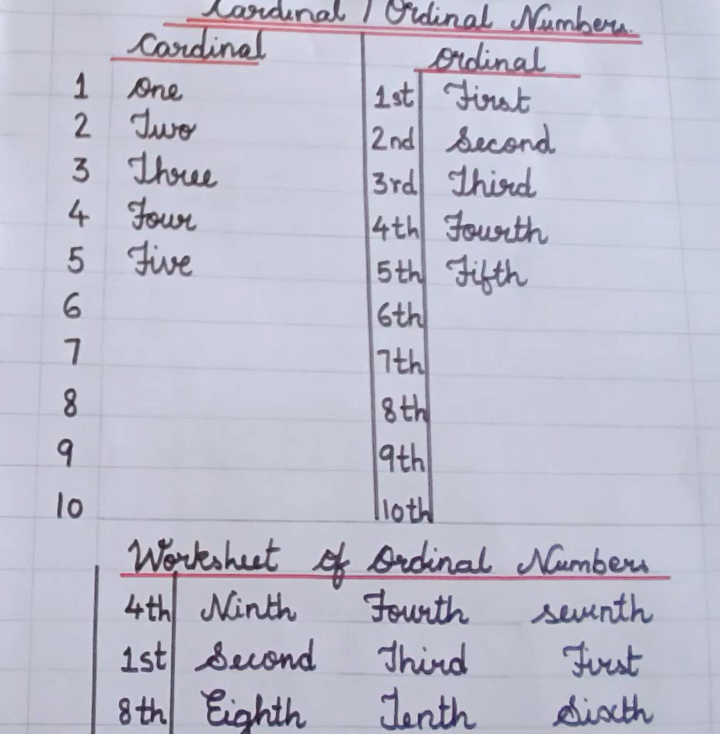 Cardinal / Ordinal Numbers
Cardinal Ordinal
1 One 1st First
2 Two 2nd Second
3 Three 3rd Third
4 Four 4th Fourth
5 Five 5th Fifth
6 6th
7 7th
8 8th
9 9th
10 10th
Worksheet of Ordinal Numbers
4th Ninth Fourth seventh
1st Second Third First
8th Eighth Tenth Sixth